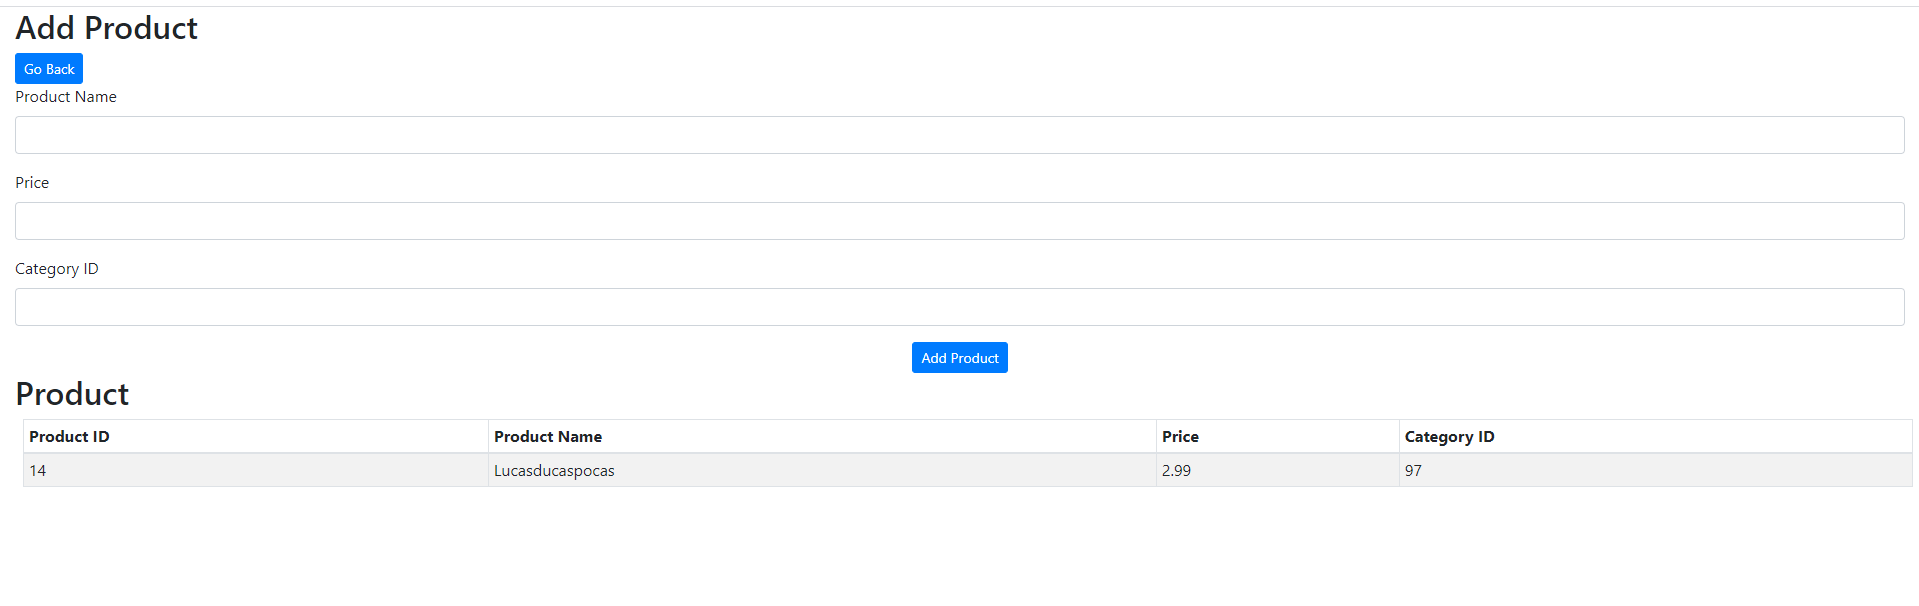 Add Product
Go Back
Product Name
Price
Category ID
Add Product
Product
Product ID Product Name Price Category ID
14 Lucasducaspocas 2.99 97